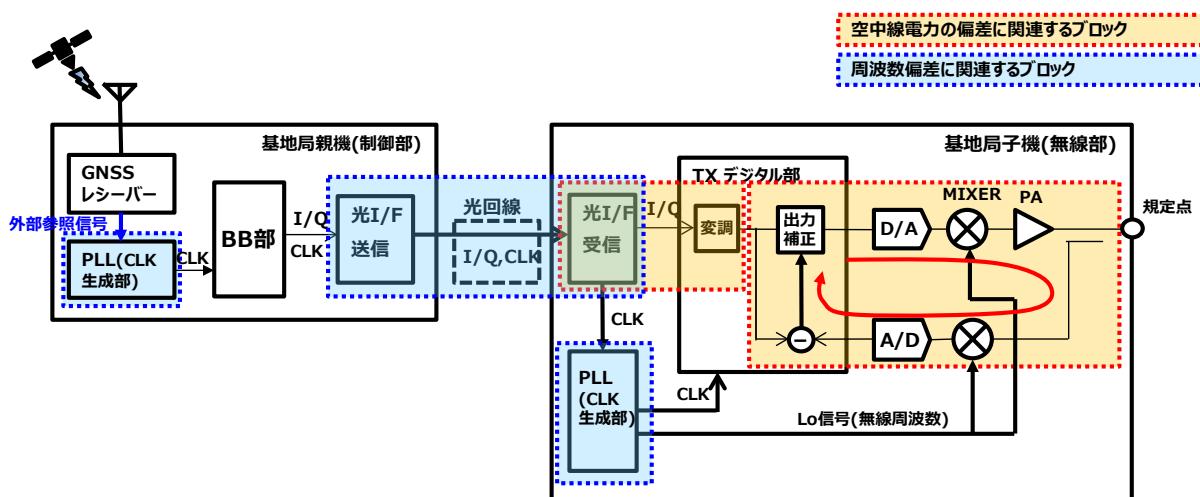 空中線電力の偏差に関連するブロック
周波数偏差に関連するブロック
基地局親機(制御部)
GNSS
レシーバー
外部参照信号
PLL(CLK
生成部)
CLK
BB部
I/Q
CLK
光I/F
送信
光回線
I/Q,CLK
基地局子機(無線部)
光I/F
受信
I/Q
CLK
TX デジタル部
変調
出力
補正
D/A
MIXER
PA
規定点
−
A/D
PLL
(CLK
生成部)
CLK
Lo信号(無線周波数)